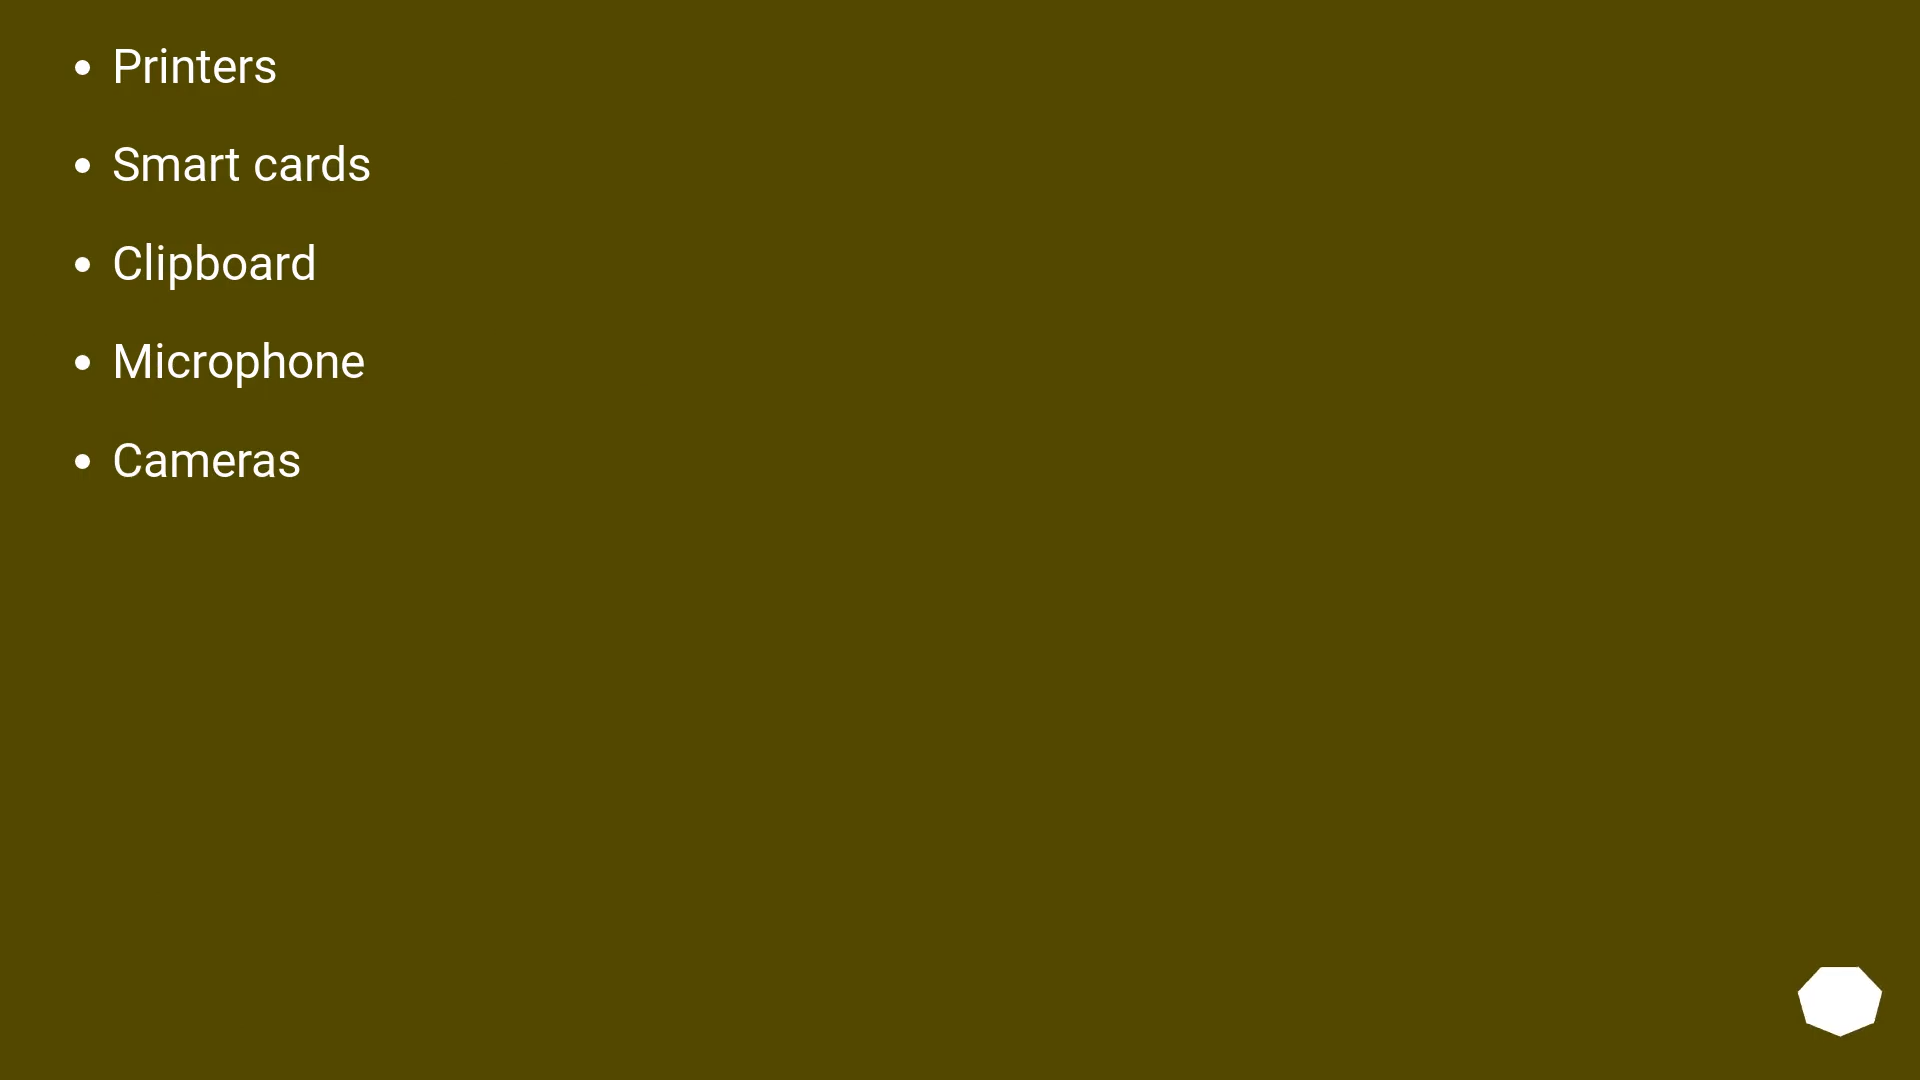 • Printers
• Smart cards
• Clipboard
• Microphone
• Cameras